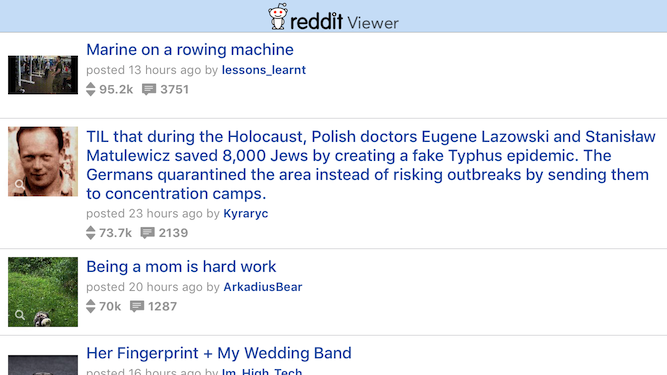 reddit Viewer
Marine on a rowing machine
posted 13 hours ago by lessons_learnt
95.2k 3751
TIL that during the Holocaust, Polish doctors Eugene Lazowski and Stanisław
Matulewicz saved 8,000 Jews by creating a fake Typhus epidemic. The
Germans quarantined the area instead of risking outbreaks by sending them
to concentration camps.
posted 23 hours ago by Kyraryc
73.7k 2139
Being a mom is hard work
posted 20 hours ago by ArkadiusBear
70k 1287
Her Fingerprint + My Wedding Band
posted 16 hours ago by Im_High_Tech